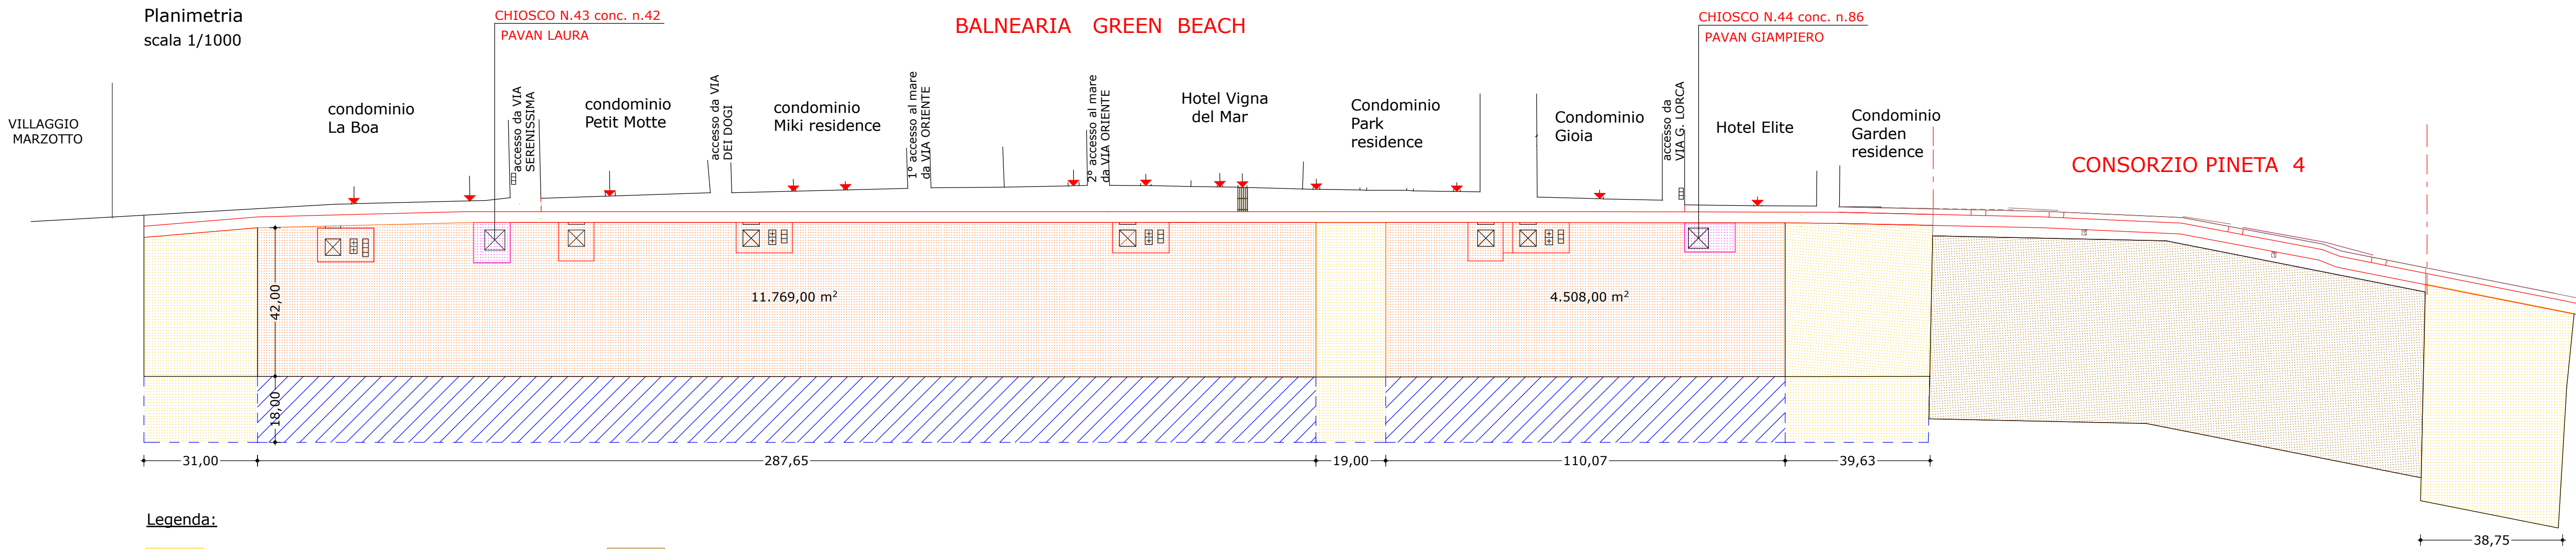 Planimetria
scala 1/1000
CHIOSCO N.43 conc. n.42
PAVAN LAURA
BALNEARIA GREEN BEACH
CHIOSCO N.44 conc. n.86
PAVAN GIAMPIERO
VILLAGGIO
MARZOTTO
condominio
La Boa
accesso da VIA
SERENISSIMA
condominio
Petit Motte
accesso da VIA
DEI DOGI
condominio
Miki residence
1° accesso al mare
da VIA ORIENTE
2° accesso al mare
da VIA ORIENTE
Hotel Vigna
del Mar
Condominio
Park
residence
Condominio
Gioia
accesso da
VIA G. LORCA
Hotel Elite
Condominio
Garden
residence
CONSORZIO PINETA 4
42,00
11.769,00 m²
4.508,00 m²
18,00
31,00
287,65
19,00
110,07
39,63
38,75
Legenda: